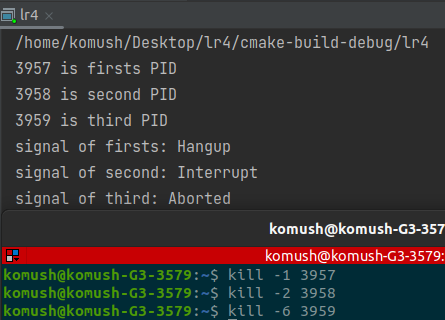 lr4
/home/komush/Desktop/lr4/cmake-build-debug/lr4
3957 is firsts PID
3958 is second PID
3959 is third PID
signal of firsts: Hangup
signal of second: Interrupt
signal of third: Aborted
komush@komush-G3-357
komush@komush-G3-3579:
komush@komush-G3-3579:~$ kill -1 3957
komush@komush-G3-3579:~$ kill -2 3958
komush@komush-G3-3579:~$ kill -6 3959